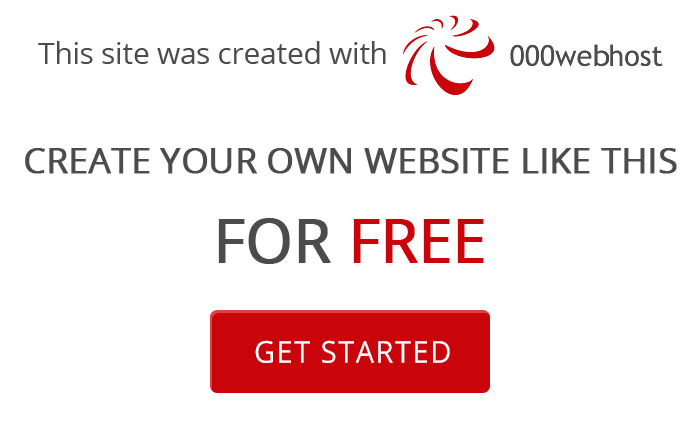 This site was created with 000webhost
CREATE YOUR OWN WEBSITE LIKE THIS
FOR FREE
GET STARTED